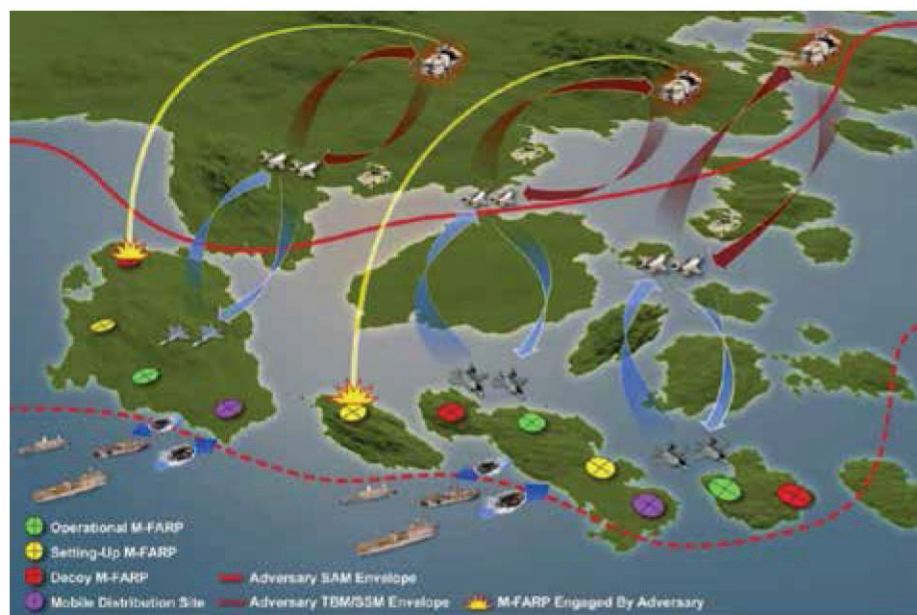 Operational M-FARP
Setting-Up M-FARP
Decoy M-FARP
Mobile Distribution Site
Adversary SAM Envelope
Adversary TBM/SSM Envelope
M-FARP Engaged By Adversary